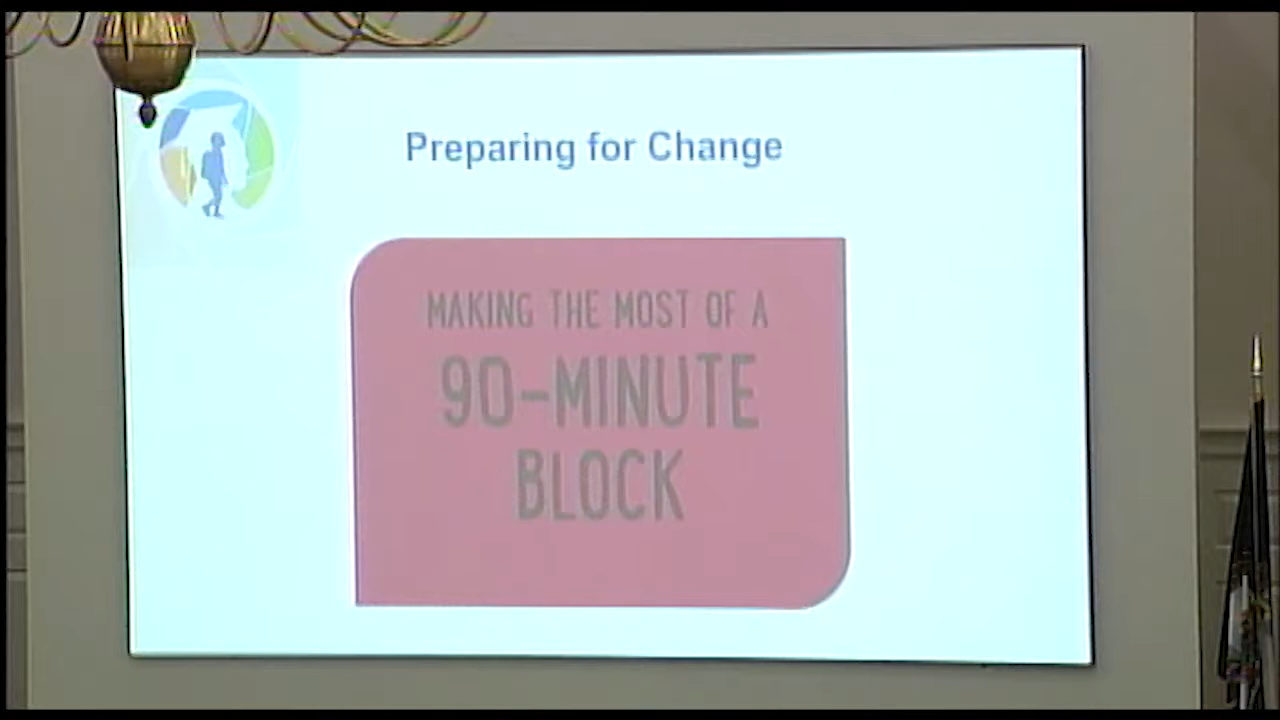 Preparing for Change
MAKING THE MOST OF A
90-MINUTE
BLOCK